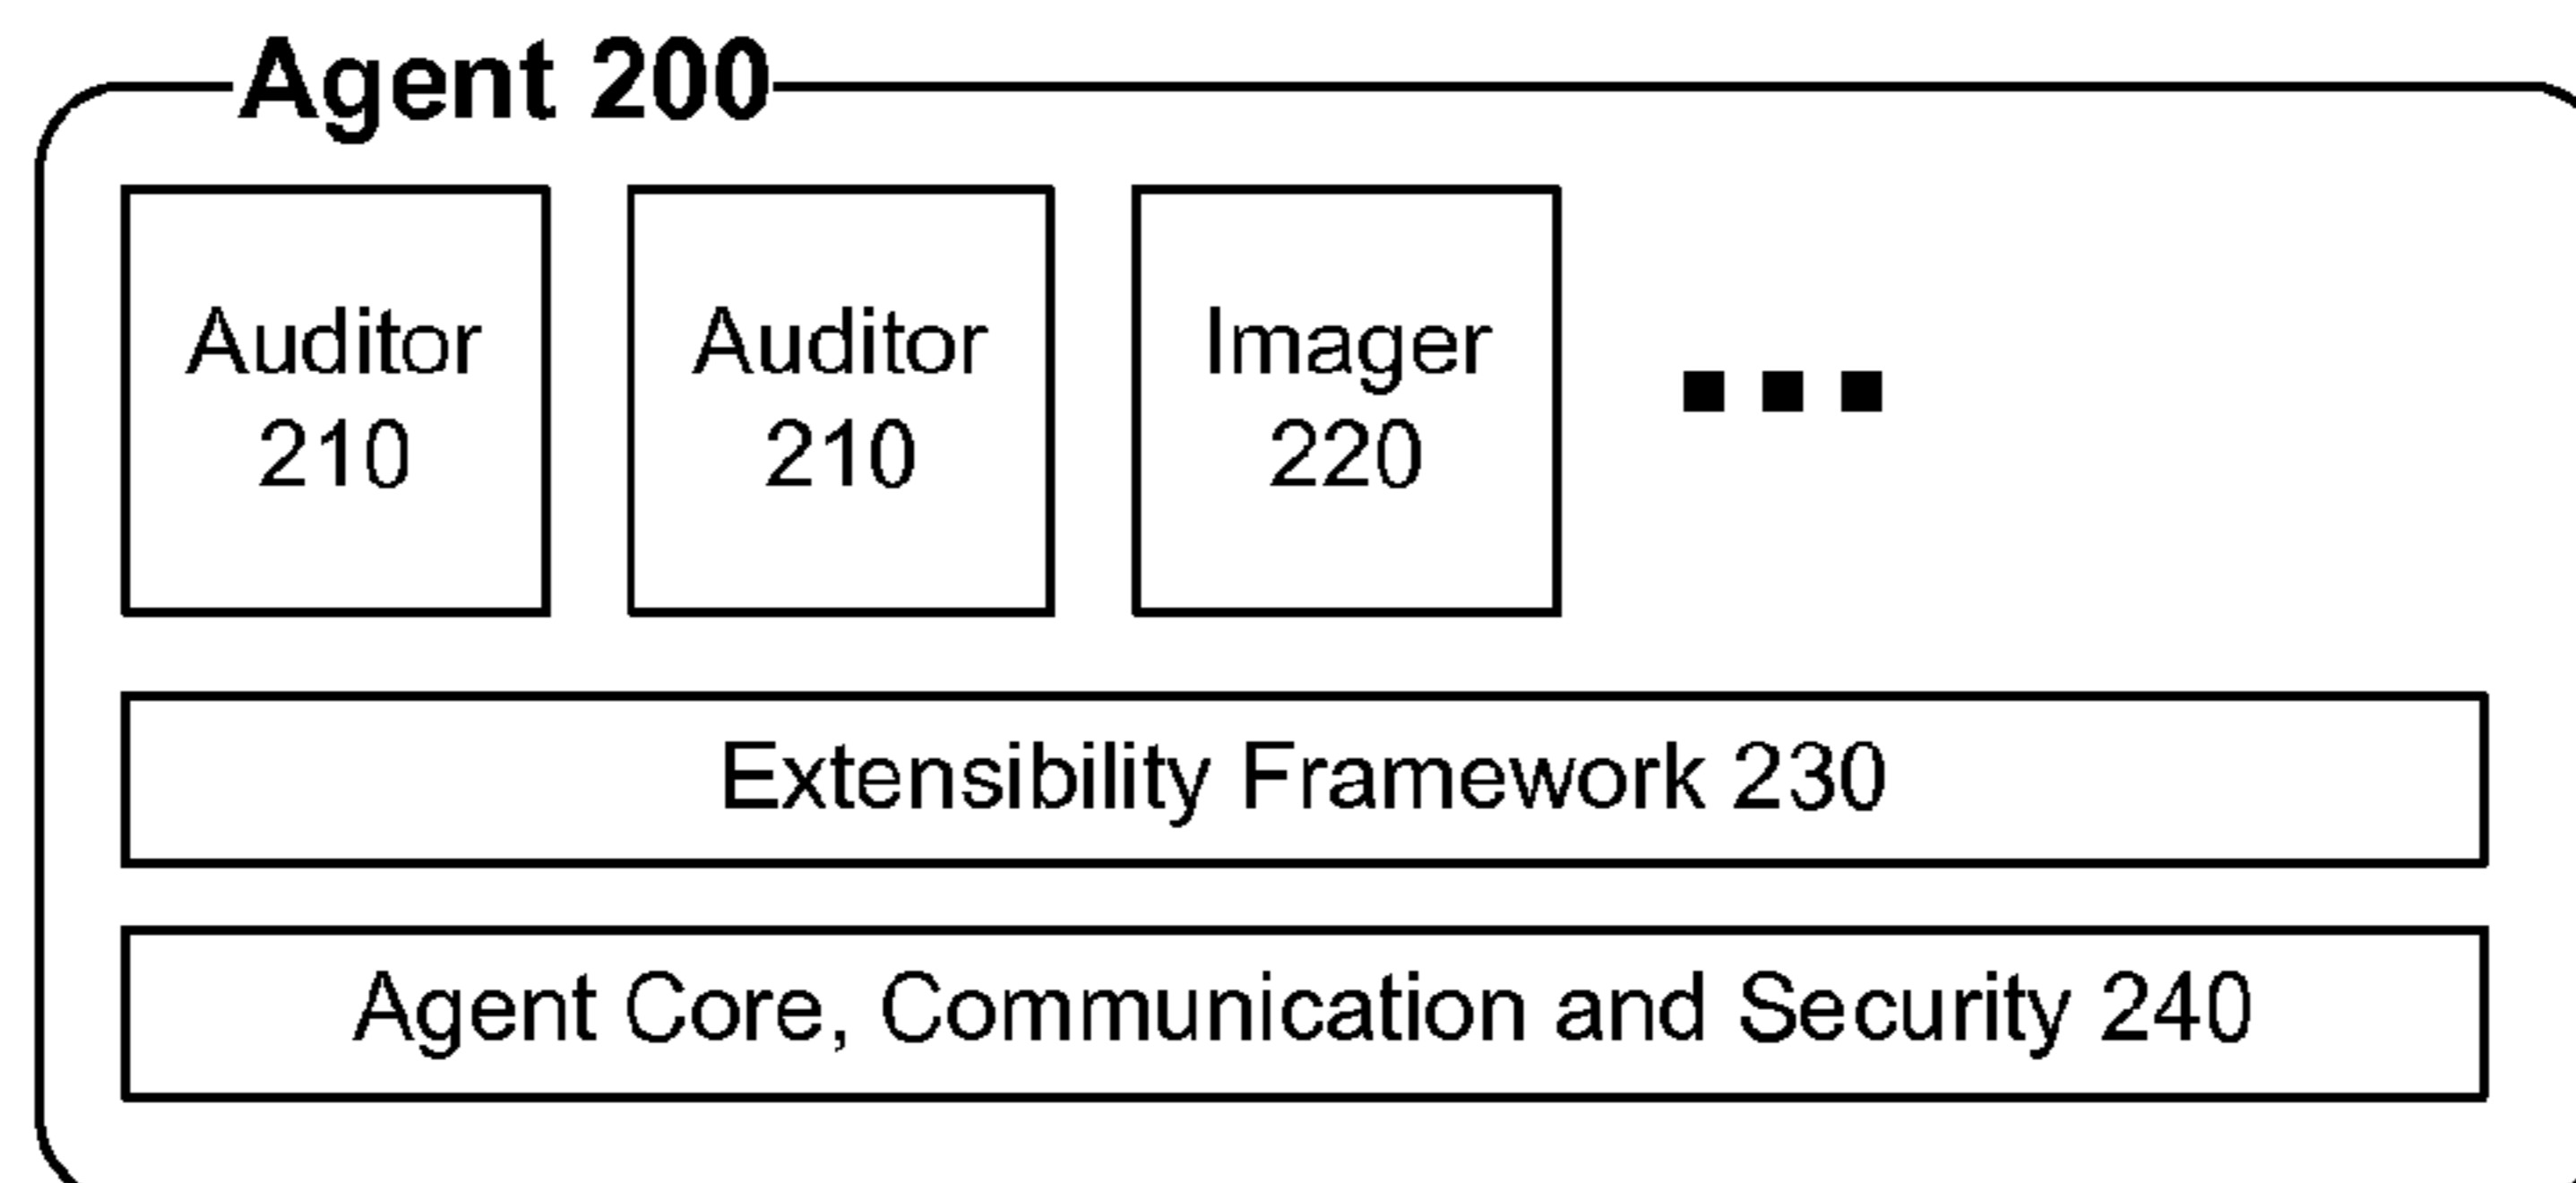 Agent 200
Auditor
210
Auditor
210
Imager
220
Extensibility Framework 230
Agent Core, Communication and Security 240